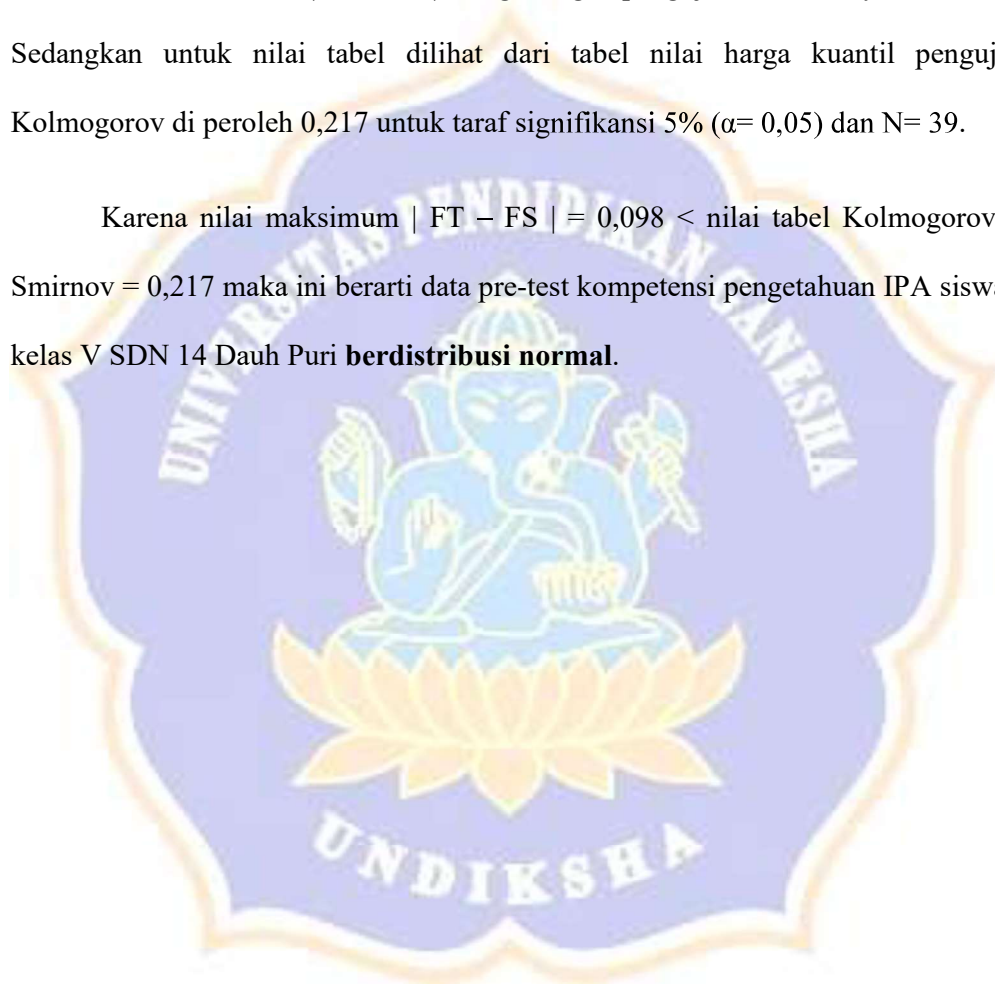 Sedangkan untuk nilai tabel dilihat dari tabel nilai harga kuantil penguj
Kolmogorov di peroleh 0,217 untuk taraf signifikansi 5% (α= 0,05) dan N= 39.
Karena nilai maksimum | FT – FS | = 0,098 < nilai tabel Kolmogorov
Smirnov = 0,217 maka ini berarti data pre-test kompetensi pengetahuan IPA sisw
kelas V SDN 14 Dauh Puri berdistribusi normal.
UNIVERSITAS PENDIDIKAN GANESHA
UNDIKSHA